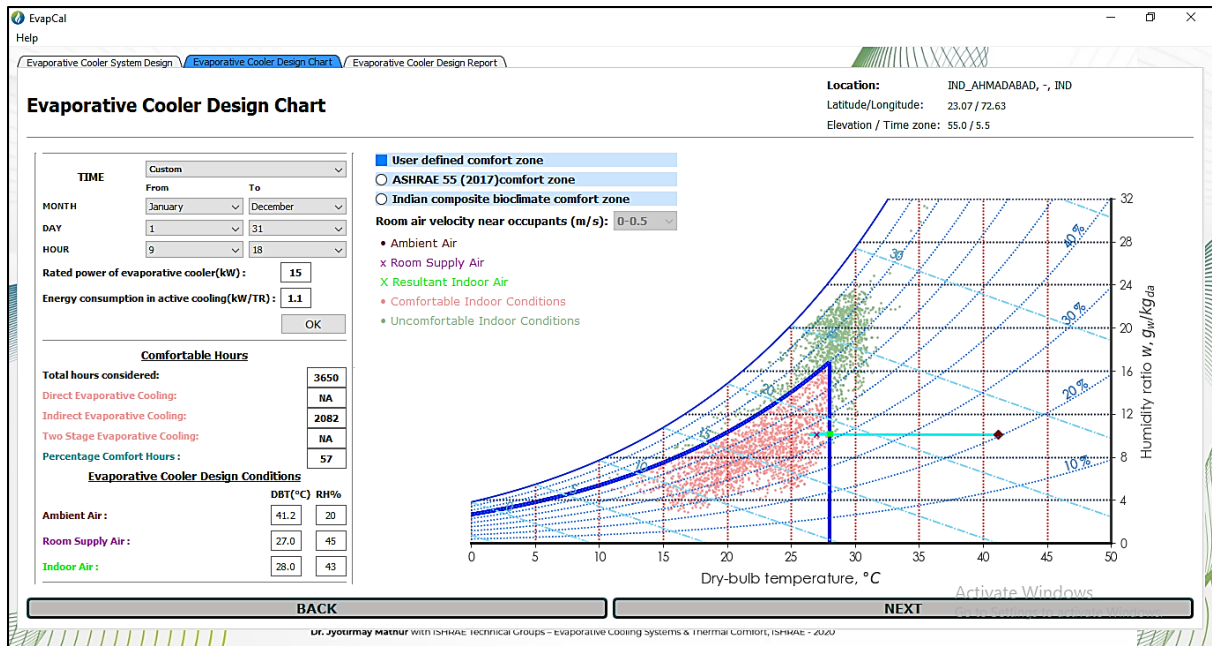 EvapCal
Help
Evaporative Cooler System Design
Evaporative Cooler Design Chart
Evaporative Cooler Design Report
Evaporative Cooler Design Chart
Location: IND_AHMADABAD, -, IND
Latitude/Longitude: 23.07 / 72.63
Elevation / Time zone: 55.0 / 5.5
TIME
Custom
From To
MONTH January December
DAY 1 31
HOUR 9 18
Rated power of evaporative cooler(kW) : 15
Energy consumption in active cooling(kW/TR) : 1.1
OK
Comfortable Hours
Total hours considered: 3650
Direct Evaporative Cooling: NA
Indirect Evaporative Cooling: 2082
Two Stage Evaporative Cooling: NA
Percentage Comfort Hours : 57
Evaporative Cooler Design Conditions
DBT(°C) RH%
Ambient Air : 41.2 20
Room Supply Air : 27.0 45
Indoor Air : 28.0 43
User defined comfort zone
ASHRAE 55 (2017)comfort zone
Indian composite bioclimate comfort zone
Room air velocity near occupants (m/s): 0-0.5
• Ambient Air
x Room Supply Air
X Resultant Indoor Air
• Comfortable Indoor Conditions
• Uncomfortable Indoor Conditions
32
28
24
20
16
12
8
4
0
Humidity ratio w, gw/kgda
40 %
30 %
20 %
10 %
30
20
15
10
5
0 5 10 15 20 25 30 35 40 45 50
Dry-bulb temperature, °C
Activate Windows
Go to Settings to activate Windows.
BACK
NEXT
Dr. Jyotirmay Mathur with ISHRAE Technical Groups – Evaporative Cooling Systems & Thermal Comfort, ISHRAE - 2020